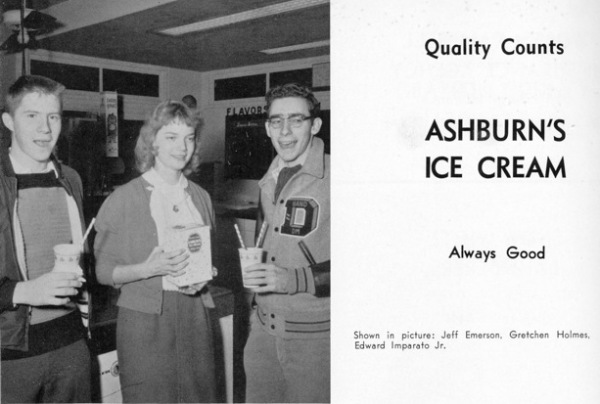 FLAVORS
D
Quality Counts
ASHBURN'S
ICE CREAM
Always Good
Shown in picture: Jeff Emerson, Gretchen Holmes,
Edward Imparato Jr.